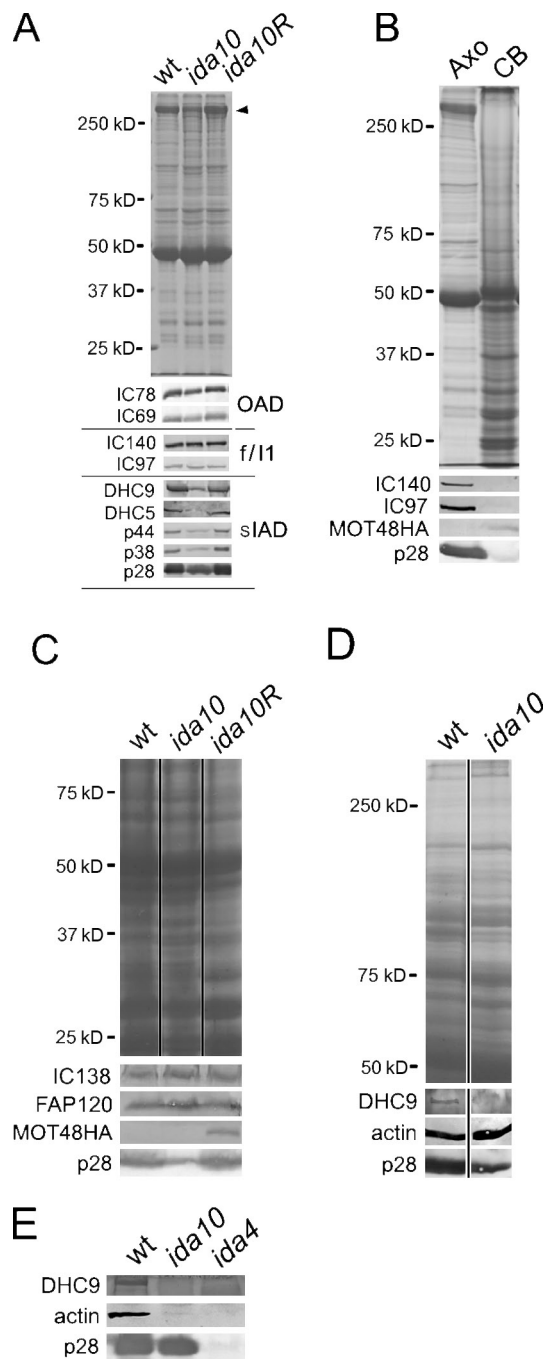 A
wt ida10 ida10R
250 kD
75 kD
50 kD
37 kD
25 kD
IC78
IC69
OAD
IC140
IC97
f/I1
DHC9
DHC5
p44
p38
p28
sIAD
B
Axo CB
250 kD
75 kD
50 kD
37 kD
25 kD
IC140
IC97
MOT48HA
p28
C
wt ida10 ida10R
75 kD
50 kD
37 kD
25 kD
IC138
FAP120
MOT48HA
p28
D
wt ida10
250 kD
75 kD
50 kD
DHC9
actin
p28
E
wt ida10 ida4
DHC9
actin
p28